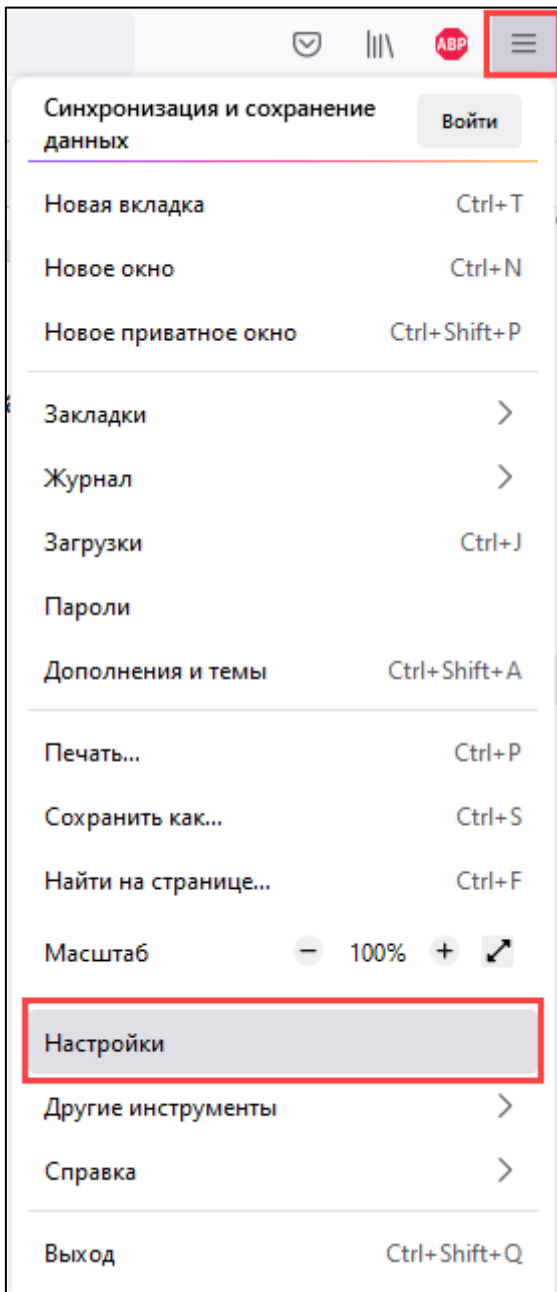 ABP
Синхронизация и сохранение
данных
Войти
Новая вкладка Ctrl+T
Новое окно Ctrl+N
Новое приватное окно Ctrl+Shift+P
Закладки
Журнал
Загрузки Ctrl+J
Пароли
Дополнения и темы Ctrl+Shift+A
Печать... Ctrl+P
Сохранить как... Ctrl+S
Найти на странице... Ctrl+F
Масштаб − 100% +
Настройки
Другие инструменты
Справка
Выход Ctrl+Shift+Q